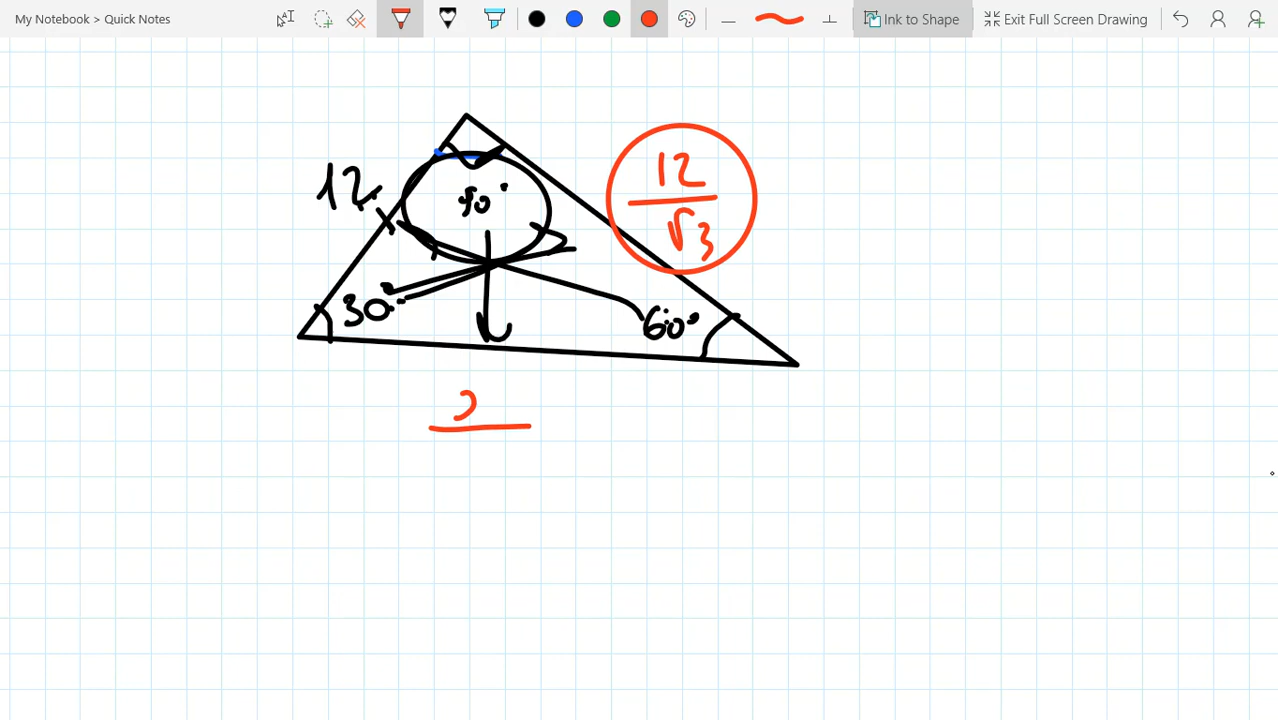 My Notebook > Quick Notes
Ink to Shape
Exit Full Screen Drawing
12
90°
12
√3
30°
60°
2